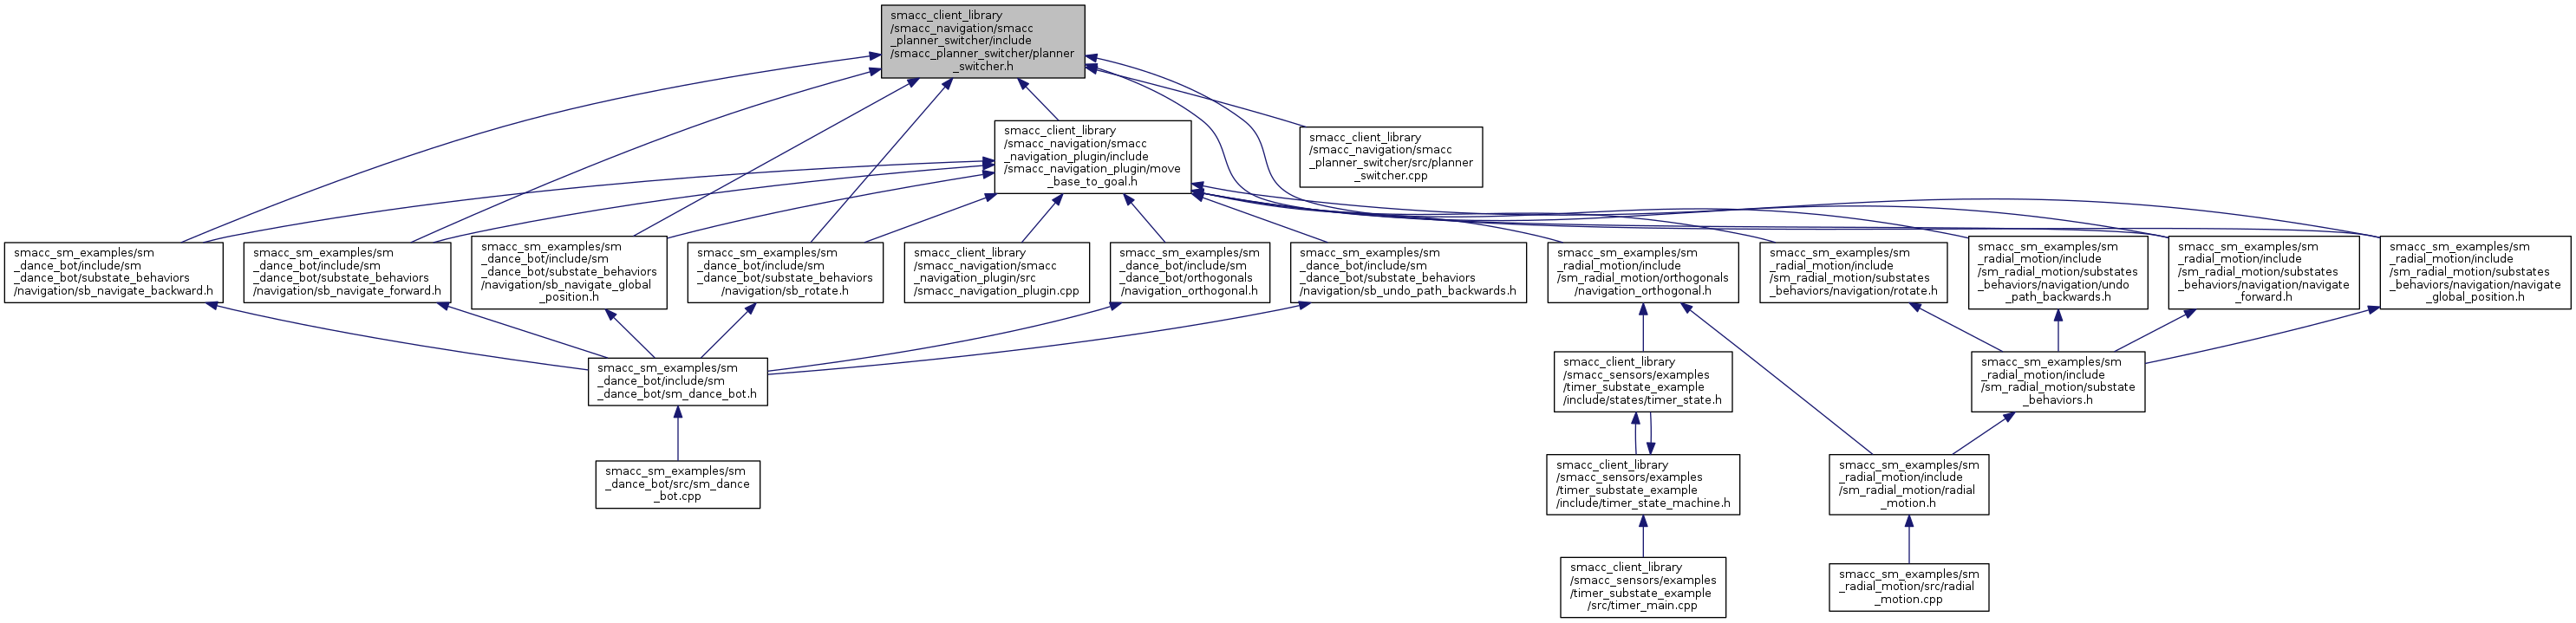 smacc_client_library
/smacc_navigation/smacc
_planner_switcher/include
/smacc_planner_switcher/planner
_switcher.h
smacc_client_library
/smacc_navigation/smacc
_navigation_plugin/include
/smacc_navigation_plugin/move
_base_to_goal.h
smacc_client_library
/smacc_navigation/smacc
_planner_switcher/src/planner
_switcher.cpp
smacc_sm_examples/sm
_dance_bot/include/sm
_dance_bot/substate_behaviors
/navigation/sb_navigate_backward.h
smacc_sm_examples/sm
_dance_bot/include/sm
_dance_bot/substate_behaviors
/navigation/sb_navigate_forward.h
smacc_sm_examples/sm
_dance_bot/include/sm
_dance_bot/substate_behaviors
/navigation/sb_navigate_global
_position.h
smacc_sm_examples/sm
_dance_bot/include/sm
_dance_bot/substate_behaviors
/navigation/sb_rotate.h
smacc_client_library
/smacc_navigation/smacc
_navigation_plugin/src
/smacc_navigation_plugin.cpp
smacc_sm_examples/sm
_dance_bot/include/sm
_dance_bot/orthogonals
/navigation_orthogonal.h
smacc_sm_examples/sm
_dance_bot/include/sm
_dance_bot/substate_behaviors
/navigation/sb_undo_path_backwards.h
smacc_sm_examples/sm
_radial_motion/include
/sm_radial_motion/orthogonals
/navigation_orthogonal.h
smacc_sm_examples/sm
_radial_motion/include
/sm_radial_motion/substates
_behaviors/navigation/rotate.h
smacc_sm_examples/sm
_radial_motion/include
/sm_radial_motion/substates
_behaviors/navigation/undo
_path_backwards.h
smacc_sm_examples/sm
_radial_motion/include
/sm_radial_motion/substates
_behaviors/navigation/navigate
_forward.h
smacc_sm_examples/sm
_radial_motion/include
/sm_radial_motion/substates
_behaviors/navigation/navigate
_global_position.h
smacc_sm_examples/sm
_dance_bot/include/sm
_dance_bot/sm_dance_bot.h
smacc_client_library
/smacc_sensors/examples
/timer_substate_example
/include/states/timer_state.h
smacc_sm_examples/sm
_radial_motion/include
/sm_radial_motion/substate
_behaviors.h
smacc_sm_examples/sm
_dance_bot/src/sm_dance
_bot.cpp
smacc_client_library
/smacc_sensors/examples
/timer_substate_example
/include/timer_state_machine.h
smacc_sm_examples/sm
_radial_motion/include
/sm_radial_motion/radial
_motion.h
smacc_client_library
/smacc_sensors/examples
/timer_substate_example
/src/timer_main.cpp
smacc_sm_examples/sm
_radial_motion/src/radial
_motion.cpp